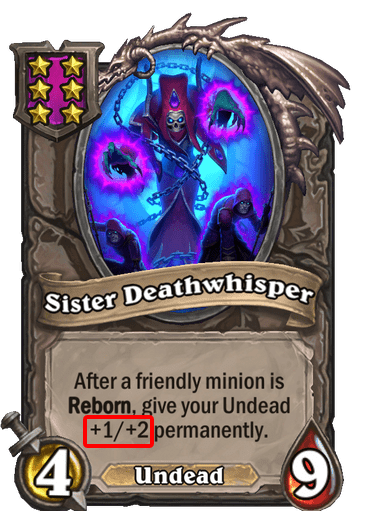 Sister Deathwhisper
After a friendly minion is
Reborn, give your Undead
+1/+2 permanently.
4
Undead
9